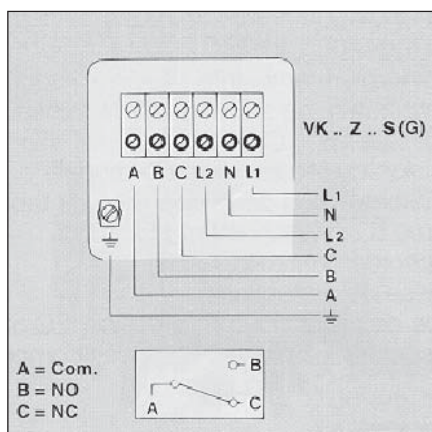 VK .. Z .. S (G)
A B C L2 N L1
L1
N
L2
C
B
A
A = Com.
B = NO
C = NC
B
A
C